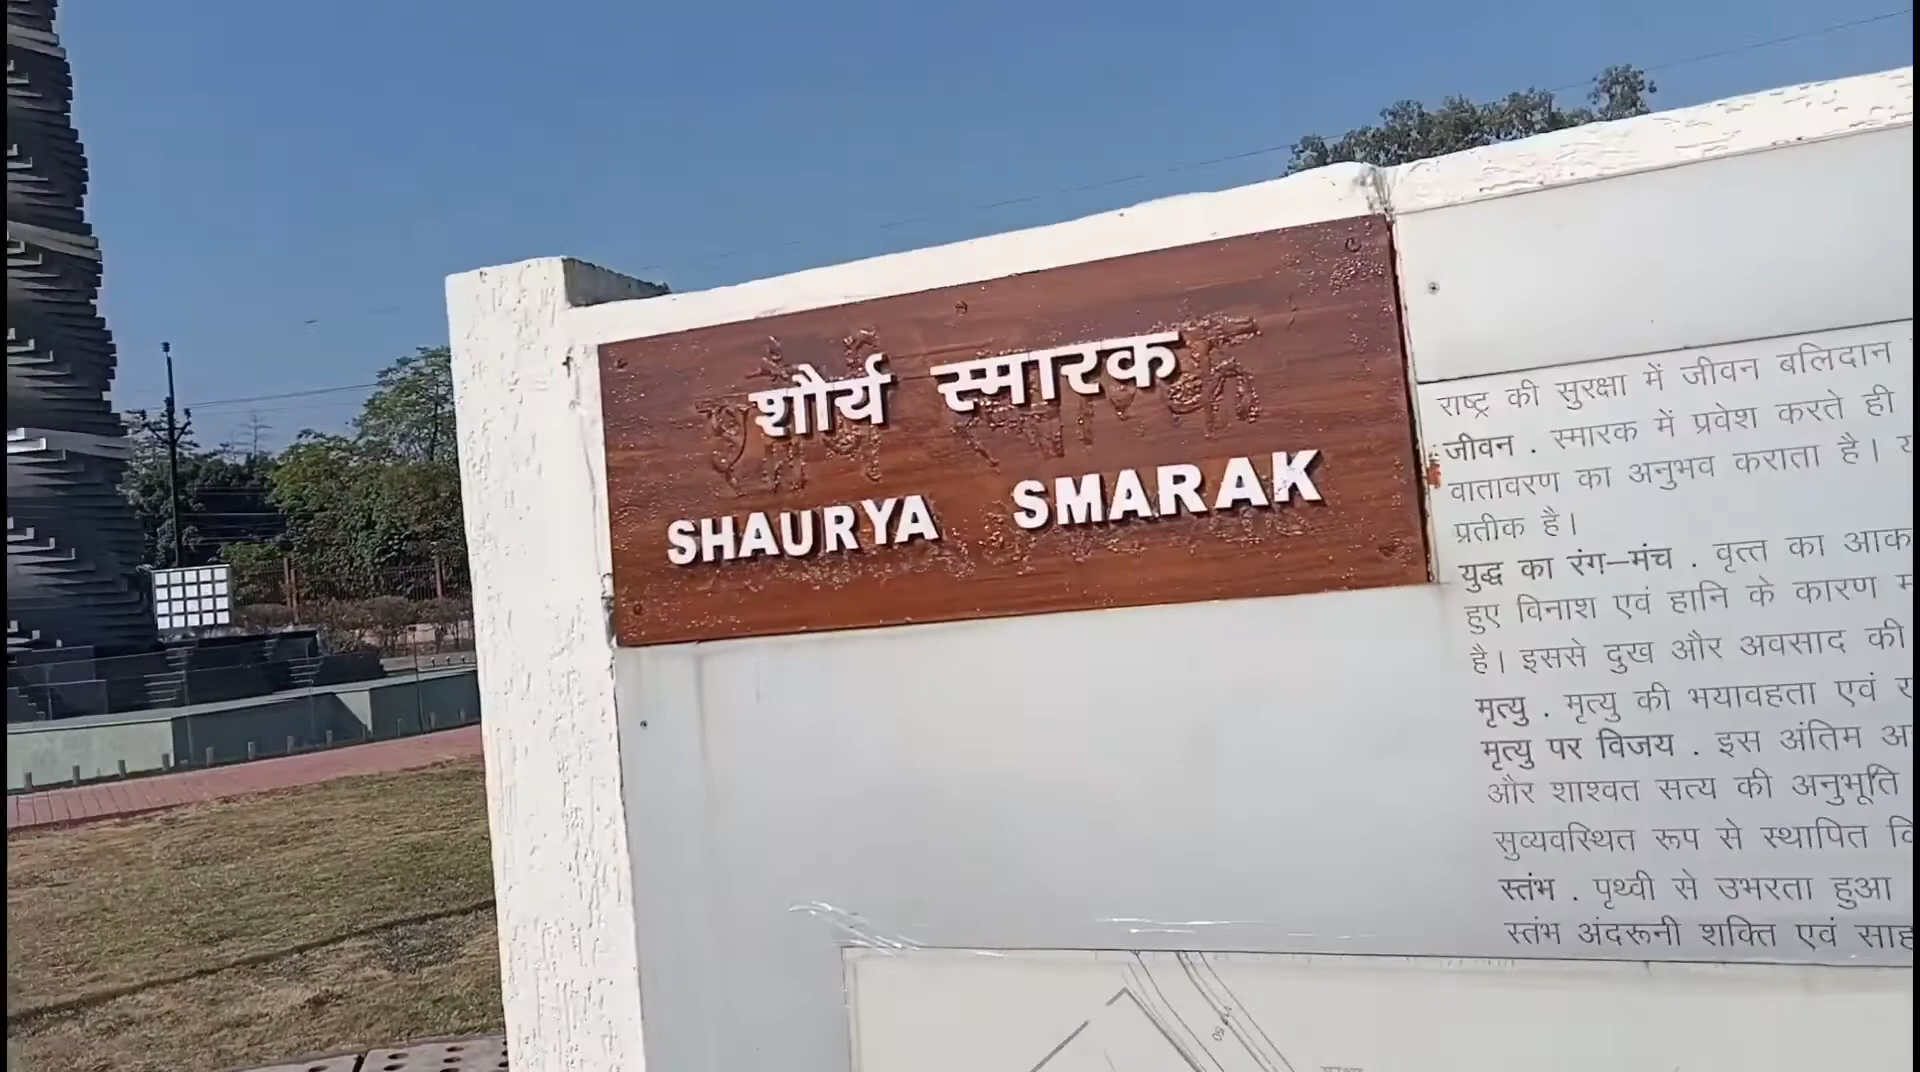 शौर्य स्मारक
SHAURYA SMARAK
राष्ट्र की सुरक्षा में जीवन बलिदान
जीवन . स्मारक में प्रवेश करते ही
वातावरण का अनुभव कराता है।
प्रतीक है।
युद्ध का रंग–मंच . वृत्त का आक
हुए विनाश एवं हानि के कारण
है। इससे दुख और अवसाद की
मृत्यु . मृत्यु की भयावहता एवं
मृत्यु पर विजय . इस अंतिम
और शाश्वत सत्य की अनुभूति
सुव्यवस्थित रूप से स्थापित
स्तंभ . पृथ्वी से उभरता हुआ
स्तंभ अंदरूनी शक्ति एवं साह